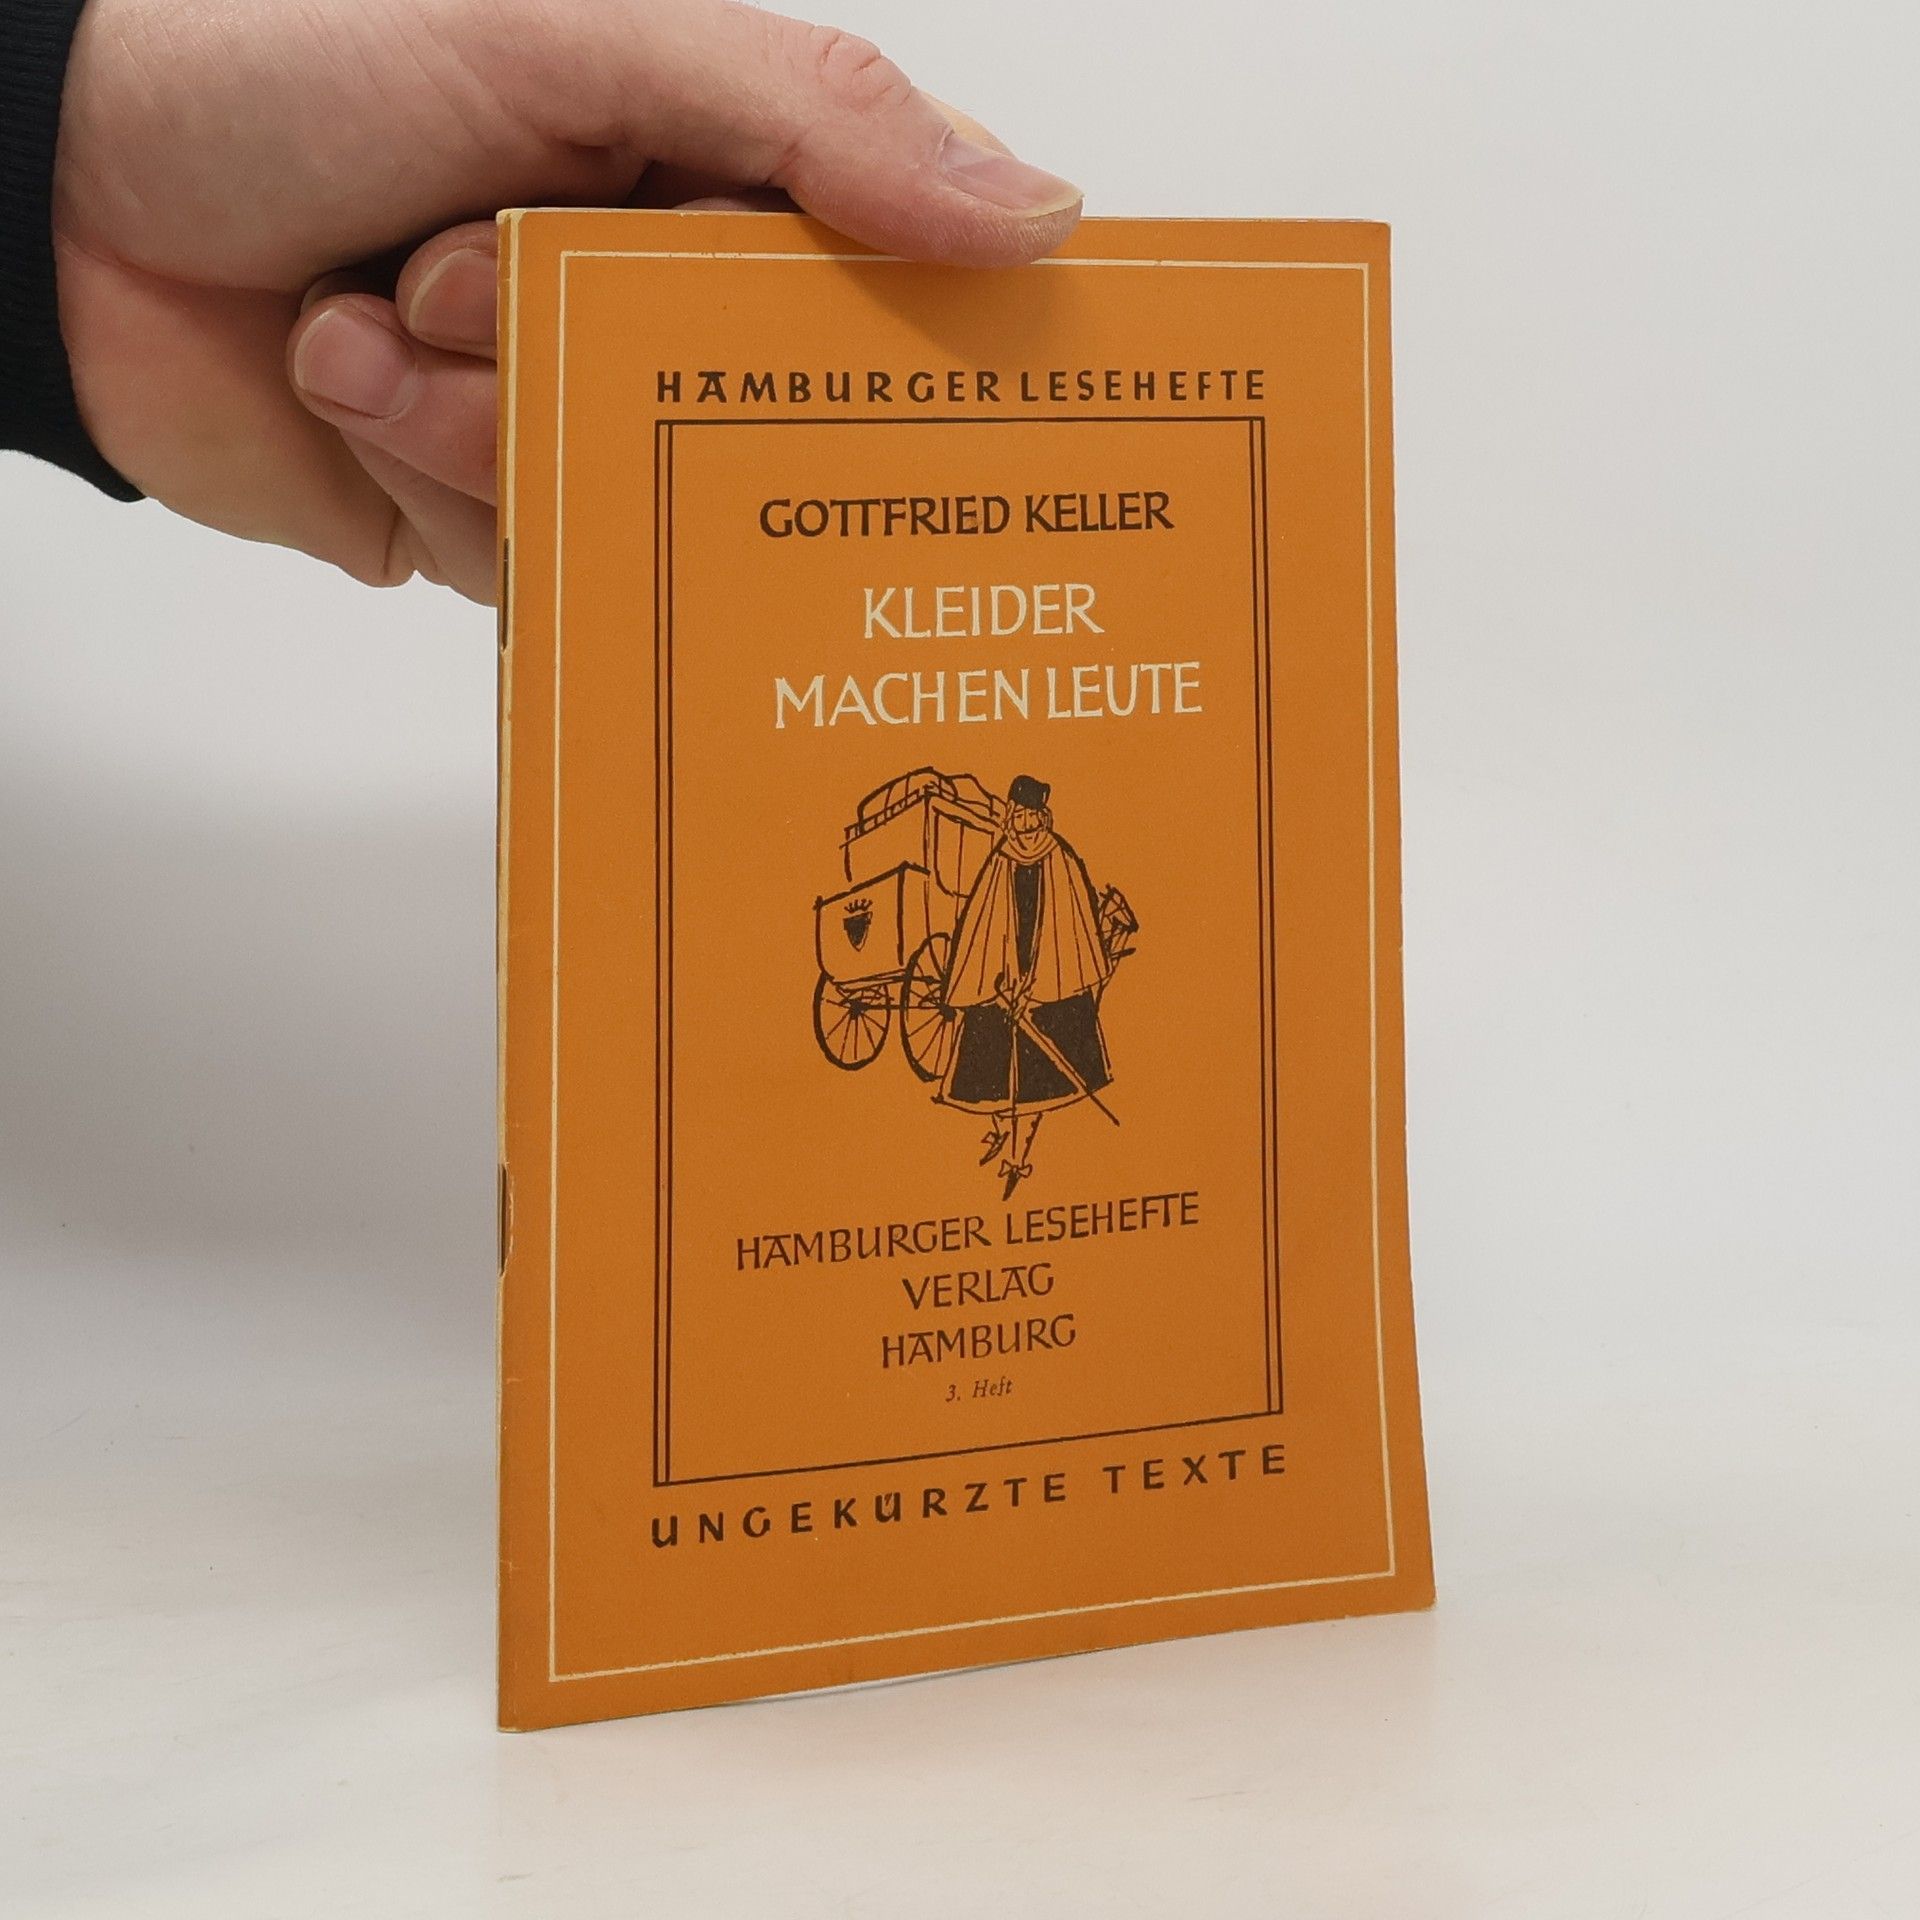 HAMBURGER LESEHEFTE
GOTTFRIED KELLER
KLEIDER
MACHEN LEUTE
HAMBURGER LESEHEFTE
VERLAG
HAMBURG
3. Heft
UNGEKÜRZTE TEXTE